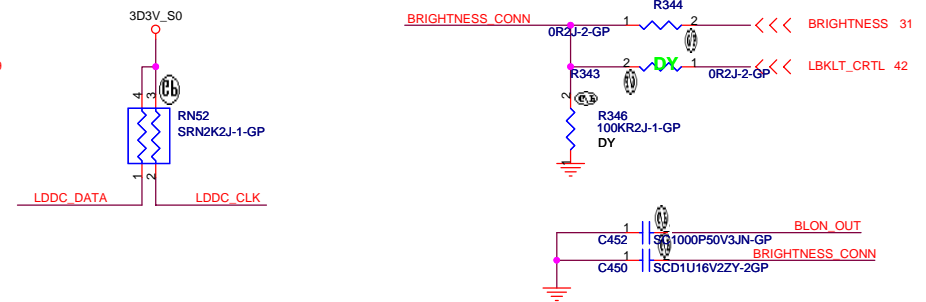 3D3V_S0
4
3
RN52
SRN2K2J-1-GP
1
2
LDDC_DATA
LDDC_CLK
R344
BRIGHTNESS_CONN
1
2
BRIGHTNESS 31
0R2J-2-GP
2
DY
1
LBKLT_CRTL 42
R343
0R2J-2-GP
2
R346
100KR2J-1-GP
DY
1
1
BLON_OUT
C452
SC1000P50V3JN-GP
1
BRIGHTNESS_CONN
C450
SCD1U16V2ZY-2GP